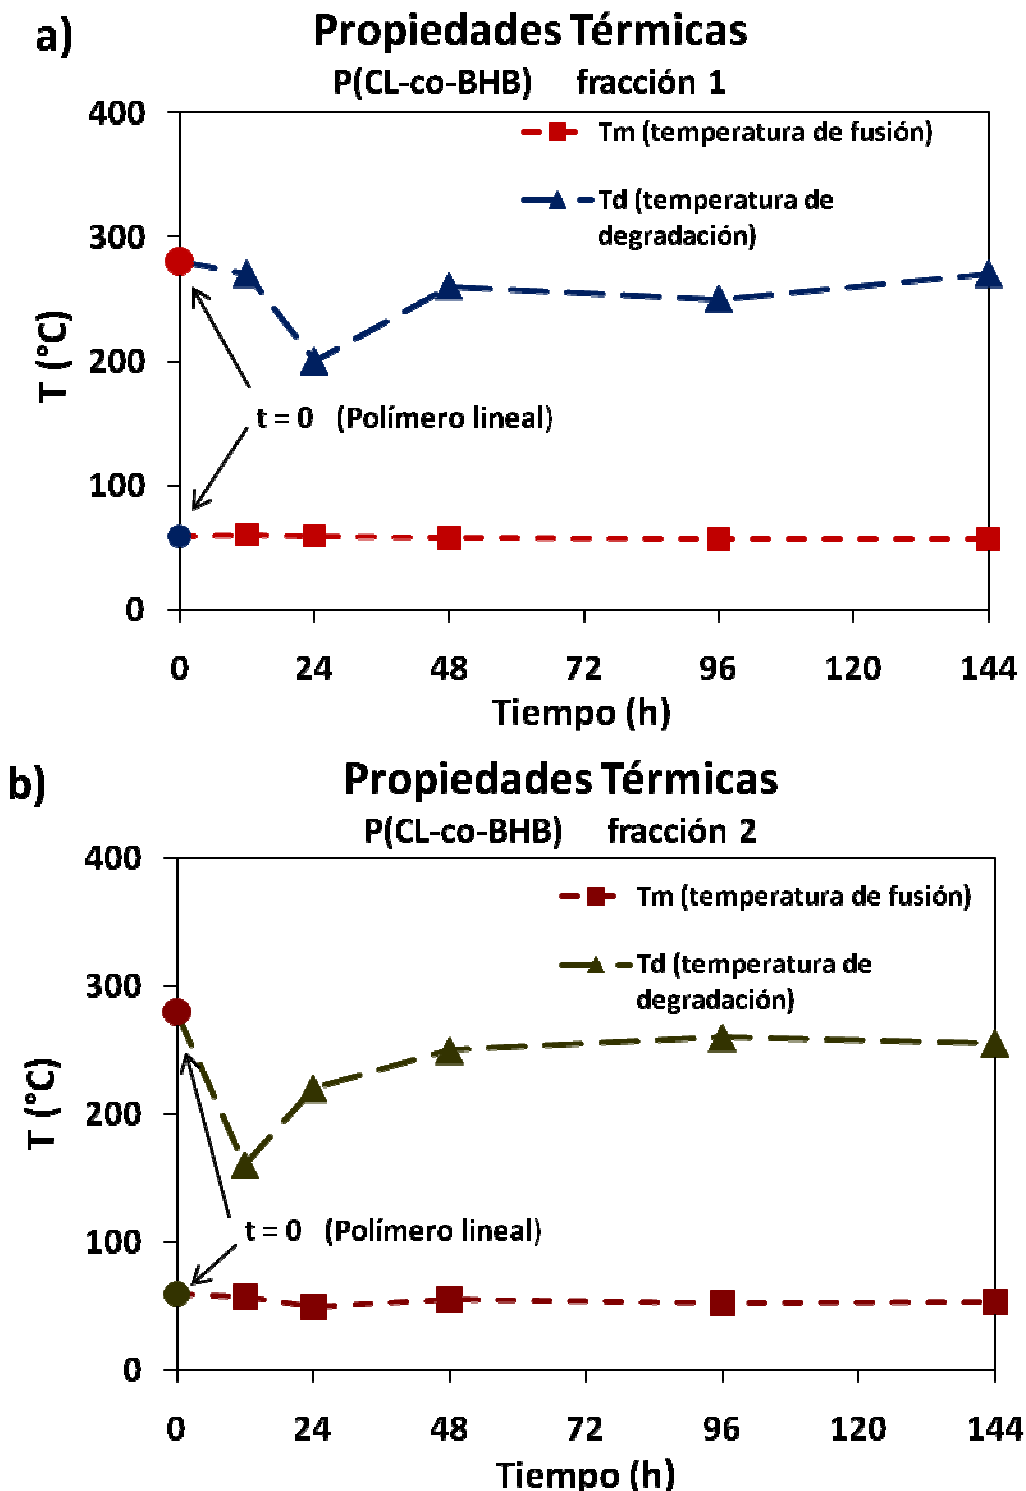 a)
Propiedades Térmicas
P(CL-co-BHB) fracción 1
400
300
200
100
0
T (°C)
Tm (temperatura de fusión)
Td (temperatura de
degradación)
t = 0 (Polímero lineal)
0 24 48 72 96 120 144
Tiempo (h)
b)
Propiedades Térmicas
P(CL-co-BHB) fracción 2
400
300
200
100
0
T (°C)
Tm (temperatura de fusión)
Td (temperatura de
degradación)
t = 0 (Polímero lineal)
0 24 48 72 96 120 144
Tiempo (h)